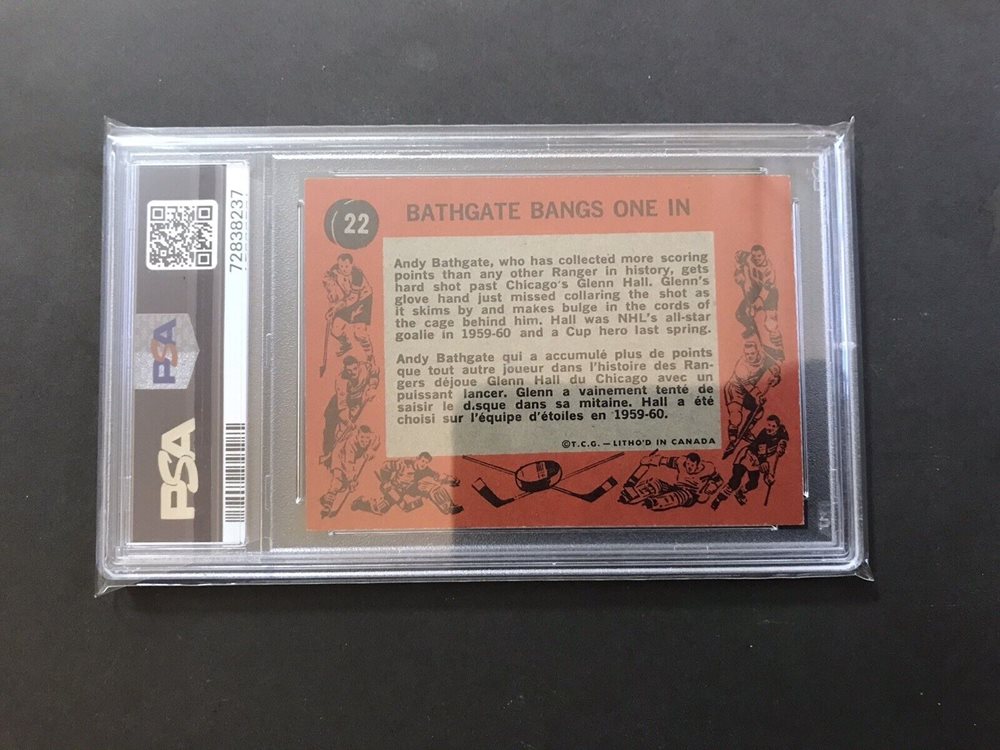 72838237
PSA
PSA
22
BATHGATE BANGS ONE IN
Andy Bathgate, who has collected more scoring
points than any other Ranger in history, gets
hard shot past Chicago's Glenn Hall. Glenn's
glove hand just missed collaring the shot as
it skims by and makes bulge in the cords of
the cage behind him. Hall was NHL's all-star
goalie in 1959-60 and a Cup hero last spring.
Andy Bathgate qui a accumulé plus de points
que tout autre joueur dans l'histoire des Ran-
gers déjoue Glenn Hall du Chicago avec un
puissant lancer. Glenn a vainement tenté de
saisir le d.sque dans sa mitaine. Hall a été
choisi sur l'équipe d'étoiles en 1959-60.
©T.C.G. — LITHO'D IN CANADA